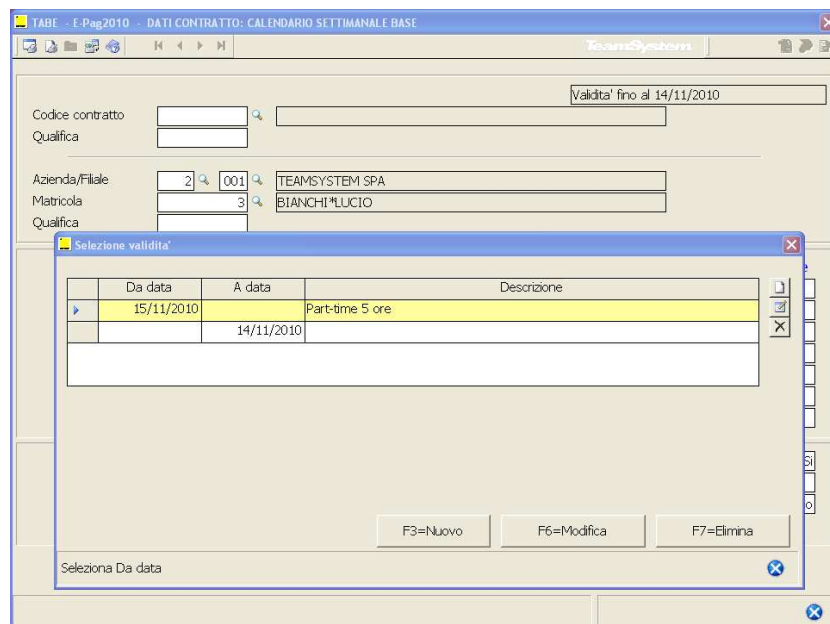 TABE - E-Pag2010 - DATI CONTRATTO: CALENDARIO SETTIMANALE BASE
TeamSystem
Validita' fino al 14/11/2010
Codice contratto
Qualifica
Azienda/Filiale 2 001 TEAMSYSTEM SPA
Matricola 3 BIANCHI*LUCIO
Qualifica
Selezione validita'
Da data A data Descrizione
15/11/2010 Part-time 5 ore
14/11/2010
Si
F3=Nuovo F6=Modifica F7=Elimina
Seleziona Da data